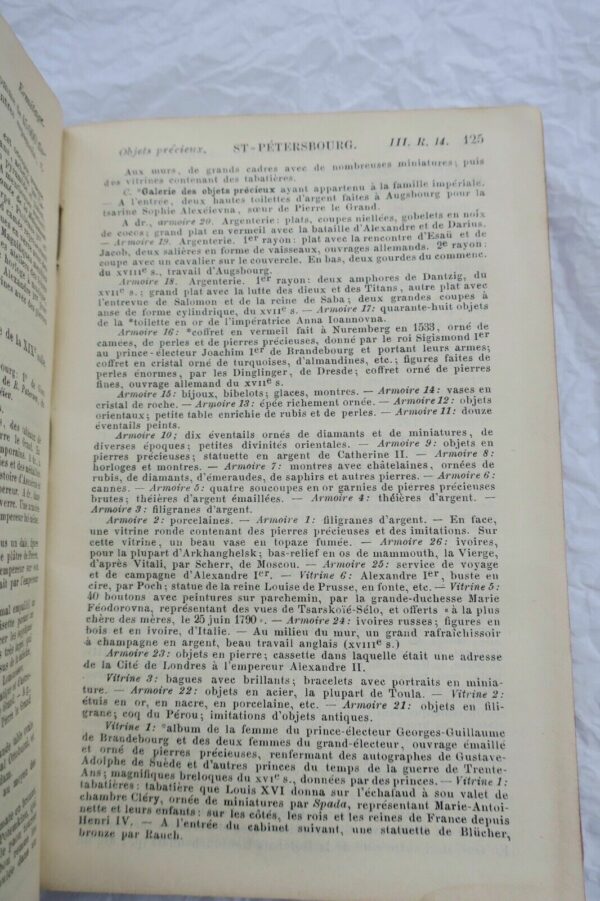 Objets précieux. ST-PÉTERSBOURG. III. R. 14. 125
Aux murs, de grands cadres avec de nombreuses miniatures; puis
des vitrines contenant des tabatières.
C. *Galerie des objets précieux ayant appartenu à la famille impériale.
— A l'entrée, deux hautes toilettes d'argent faites à Augsbourg pour la
tsarine Sophie Alexéïevna, sœur de Pierre le Grand.
A dr., armoire 20. Argenterie: plats, coupes niellées, gobelets en noix
de cocos; grand plat en vermeil avec la bataille d'Alexandre et de Darius.
— Armoire 19. Argenterie. 1er rayon: plat avec la rencontre d'Esaü et de
Jacob, deux salières en forme de vaisseaux, ouvrages allemands. 2e rayon:
coupe avec un cavalier sur le couvercle. En bas, deux gourdes du commenc.
du XVIIIe s., travail d'Augsbourg.
Armoire 18. Argenterie. 1er rayon: deux amphores de Dantzig, du
XVIIe s.; grand plat avec la lutte des dieux et des Titans, autre plat avec
l'entrevue de Salomon et de la reine de Saba; deux grandes coupes à
anse de forme cylindrique, du XVIIe s. — Armoire 17: quarante-huit objets
de la *toilette en or de l'impératrice Anna Ioannovna.
Armoire 16: *coffret en vermeil fait à Nuremberg en 1533, orné de
camées, de perles et de pierres précieuses, donné par le roi Sigismond Ier
au prince-électeur Joachim Ier de Brandebourg et portant leurs armes;
coffret en cristal orné de turquoises, d'almandines, etc.; figures faites de
perles énormes, par les Dinglinger, de Dresde; coffret orné de pierres
fines, ouvrage allemand du XVIIe s.
Armoire 15: bijoux, bibelots; glaces, montres. — Armoire 14: vases en
cristal de roche. — Armoire 13: épée richement ornée. — Armoire 12: objets
orientaux; petite table enrichie de rubis et de perles. — Armoire 11: douze
éventails peints.
Armoire 10; dix éventails ornés de diamants et de miniatures, de
diverses époques; petites divinités orientales. — Armoire 9: objets en
pierres précieuses; statuette en argent de Catherine II. — Armoire 8:
horloges et montres. — Armoire 7: montres avec châtelaines, ornées de
rubis, de diamants, d'émeraudes, de saphirs et autres pierres. — Armoire 6:
cannes. — Armoire 5: quatre soucoupes en or garnies de pierres précieuses
brutes; théières d'argent émaillées. — Armoire 4: théières d'argent. —
Armoire 3: filigranes d'argent.
Armoire 2: porcelaines. — Armoire 1: filigranes d'argent. — En face,
une vitrine ronde contenant des pierres précieuses et des imitations. Sur
cette vitrine, un beau vase en topaze fumée. — Armoire 26: ivoires,
pour la plupart d'Arkhanghelsk; bas-relief en os de mammouth, la Vierge,
d'après Vitali, par Scherr, de Moscou. — Armoire 25: service de voyage
et de campagne d'Alexandre Ier. — Vitrine 6: Alexandre Ier, buste en
cire, par Poch; statue de la reine Louise de Prusse, en fonte, etc. — Vitrine 5:
40 boutons avec peintures sur parchemin, par la grande-duchesse Marie
Féodorovna, représentant des vues de Tsarskoïé-Sélo, et offerts «à la plus
chère des mères, le 25 juin 1790». — Armoire 24: ivoires russes; figures en
bois et en ivoire, d'Italie. — Au milieu du mur, un grand rafraîchissoir
à champagne en argent, beau travail anglais (XVIIIe s.)
Armoire 23: objets en pierre; cassette dans laquelle était une adresse
de la Cité de Londres à l'empereur Alexandre II.
Vitrine 3: bagues avec brillants; bracelets avec portraits en minia-
ture. — Armoire 22: objets en acier, la plupart de Toula. — Vitrine 2:
étuis en or, en nacre, en porcelaine, etc. — Armoire 21: objets en fili-
grane; coq du Pérou; imitations d'objets antiques.
Vitrine 1: *album de la femme du prince-électeur Georges-Guillaume
de Brandebourg et des deux femmes du grand-électeur, ouvrage émaillé
et orné de pierres précieuses, renfermant des autographes de Gustave-
Adolphe de Suède et d'autres princes du temps de la guerre de Trente-
Ans; magnifiques breloques du XVIe s., données par des princes. — Vitrine 1:
tabatières: tabatière que Louis XVI donna sur l'échafaud à son valet de
chambre Cléry, ornée de miniatures par Spada, représentant Marie-Antoi-
nette et leurs enfants; sur les côtés, les rois et les reines de France depuis
Henri IV. — A l'entrée du cabinet suivant, une statuette de Blücher,
bronze par Rauch.